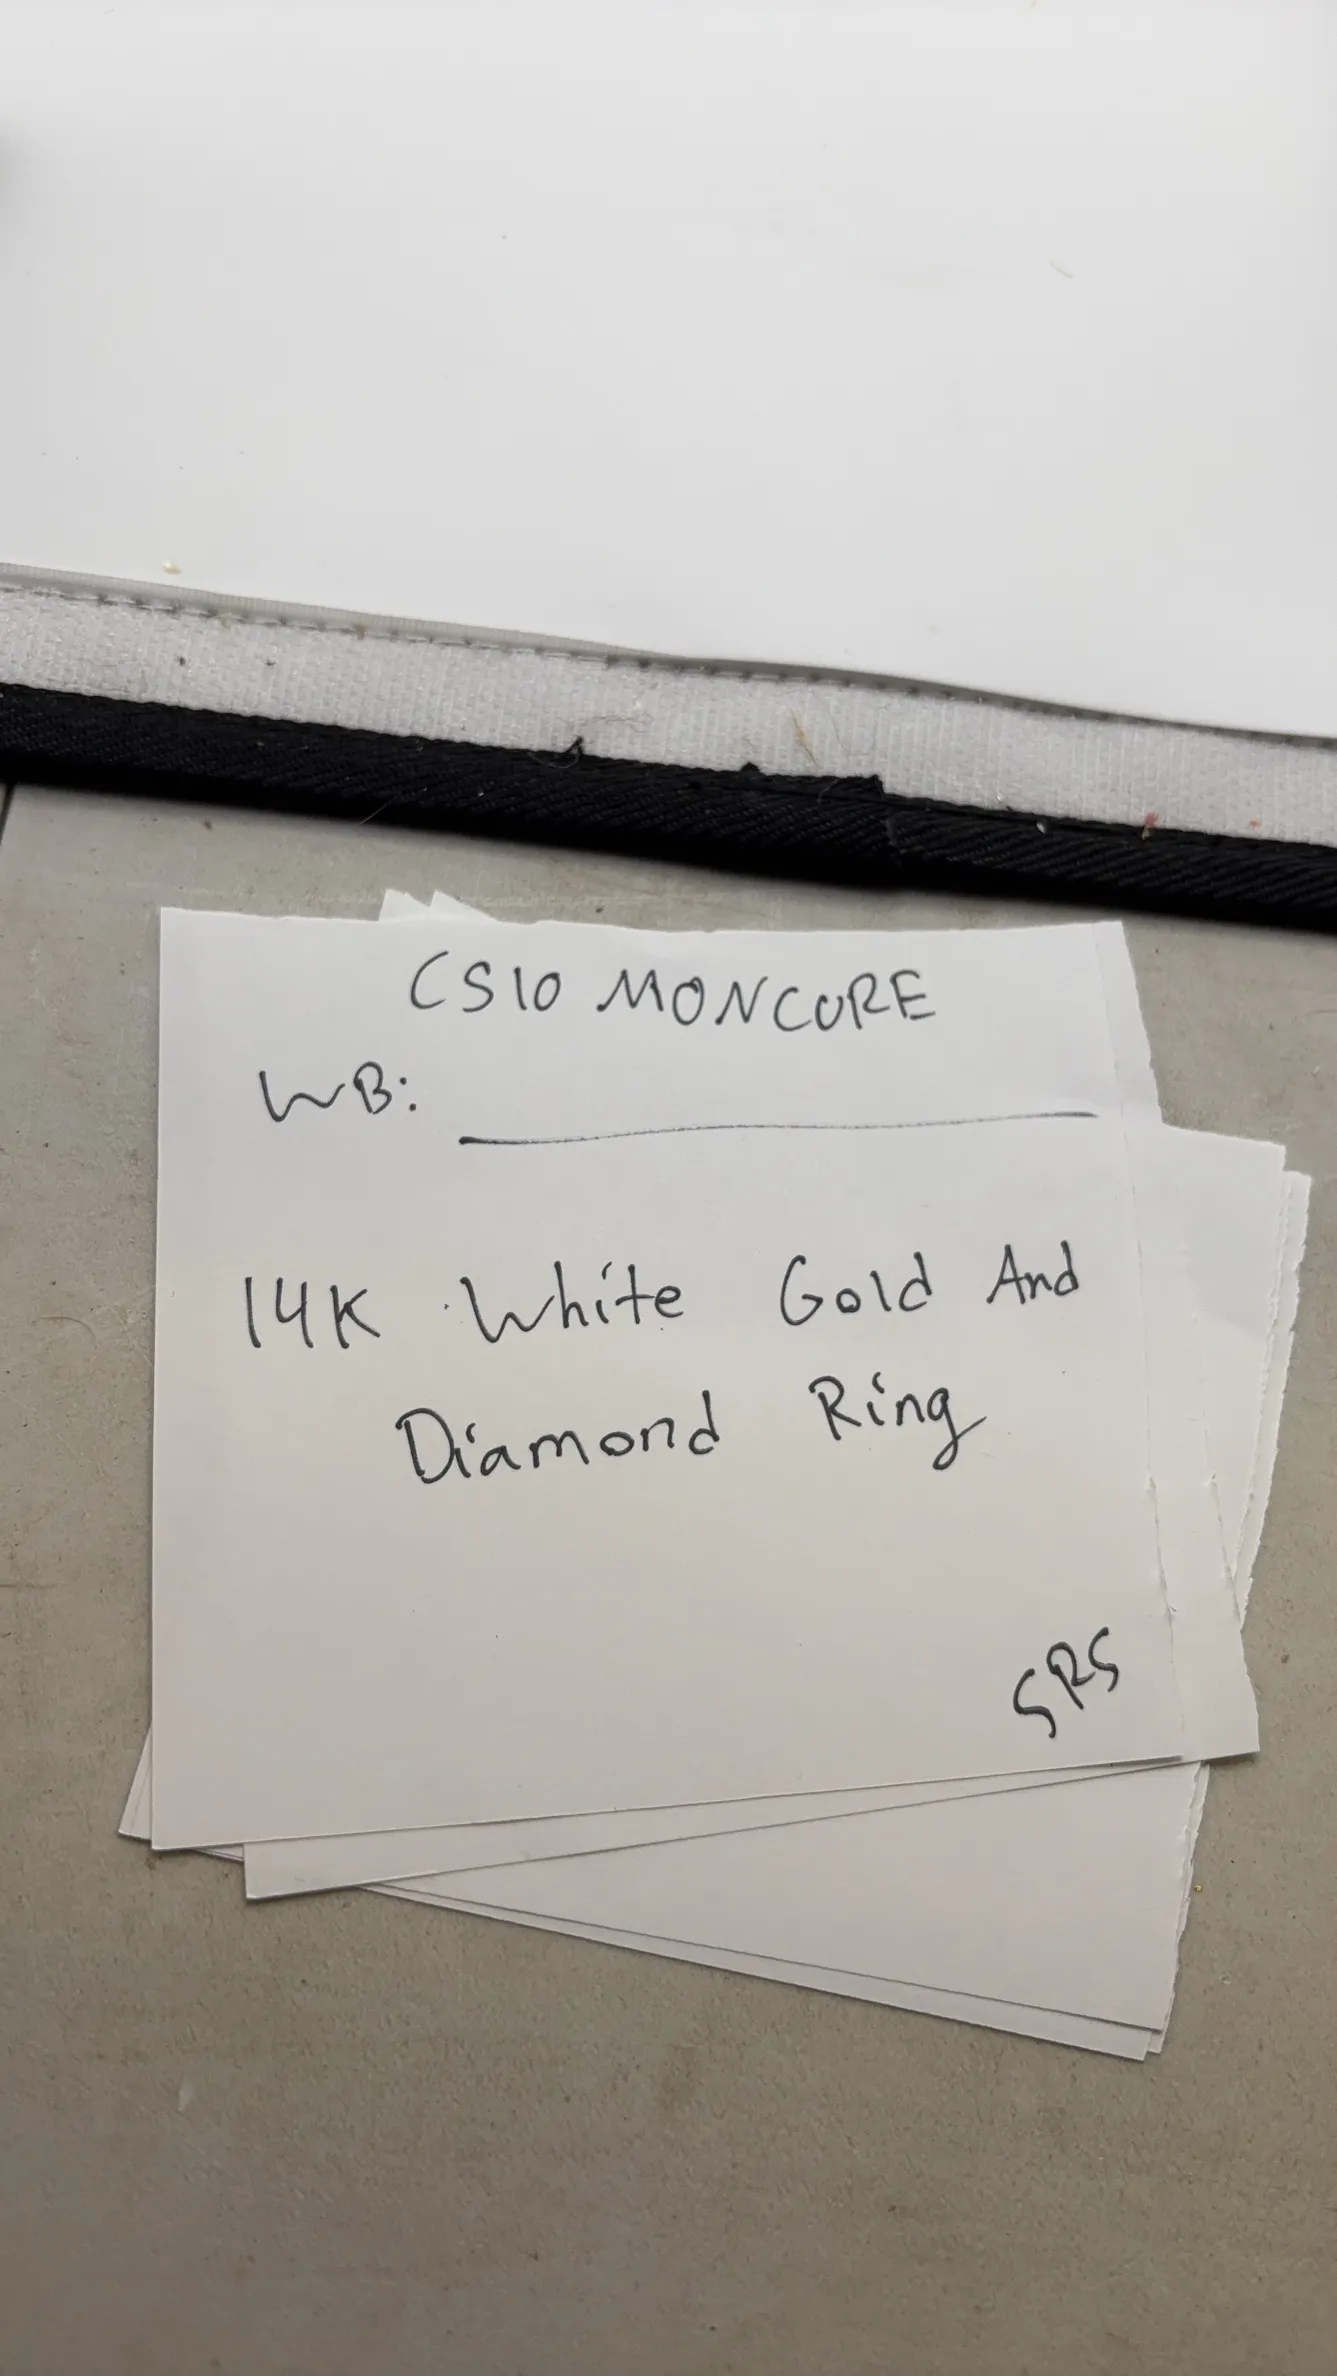 CS10 MONCURE
WB:
14K White Gold And
Diamond Ring
SRS